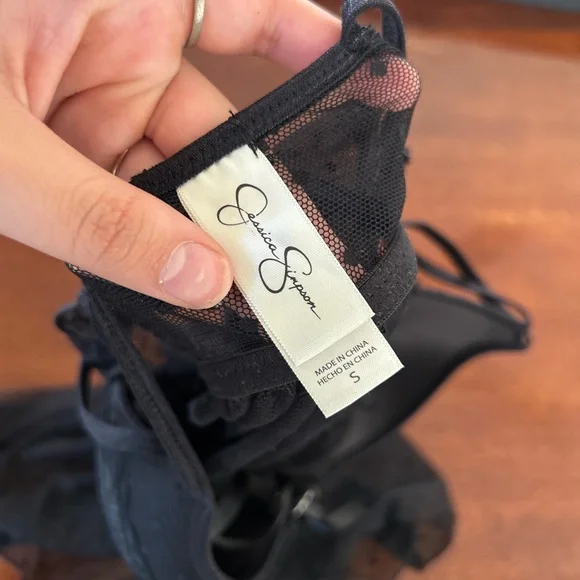 Jessica
Simpson
MADE IN CHINA
HECHO EN CHINA
S